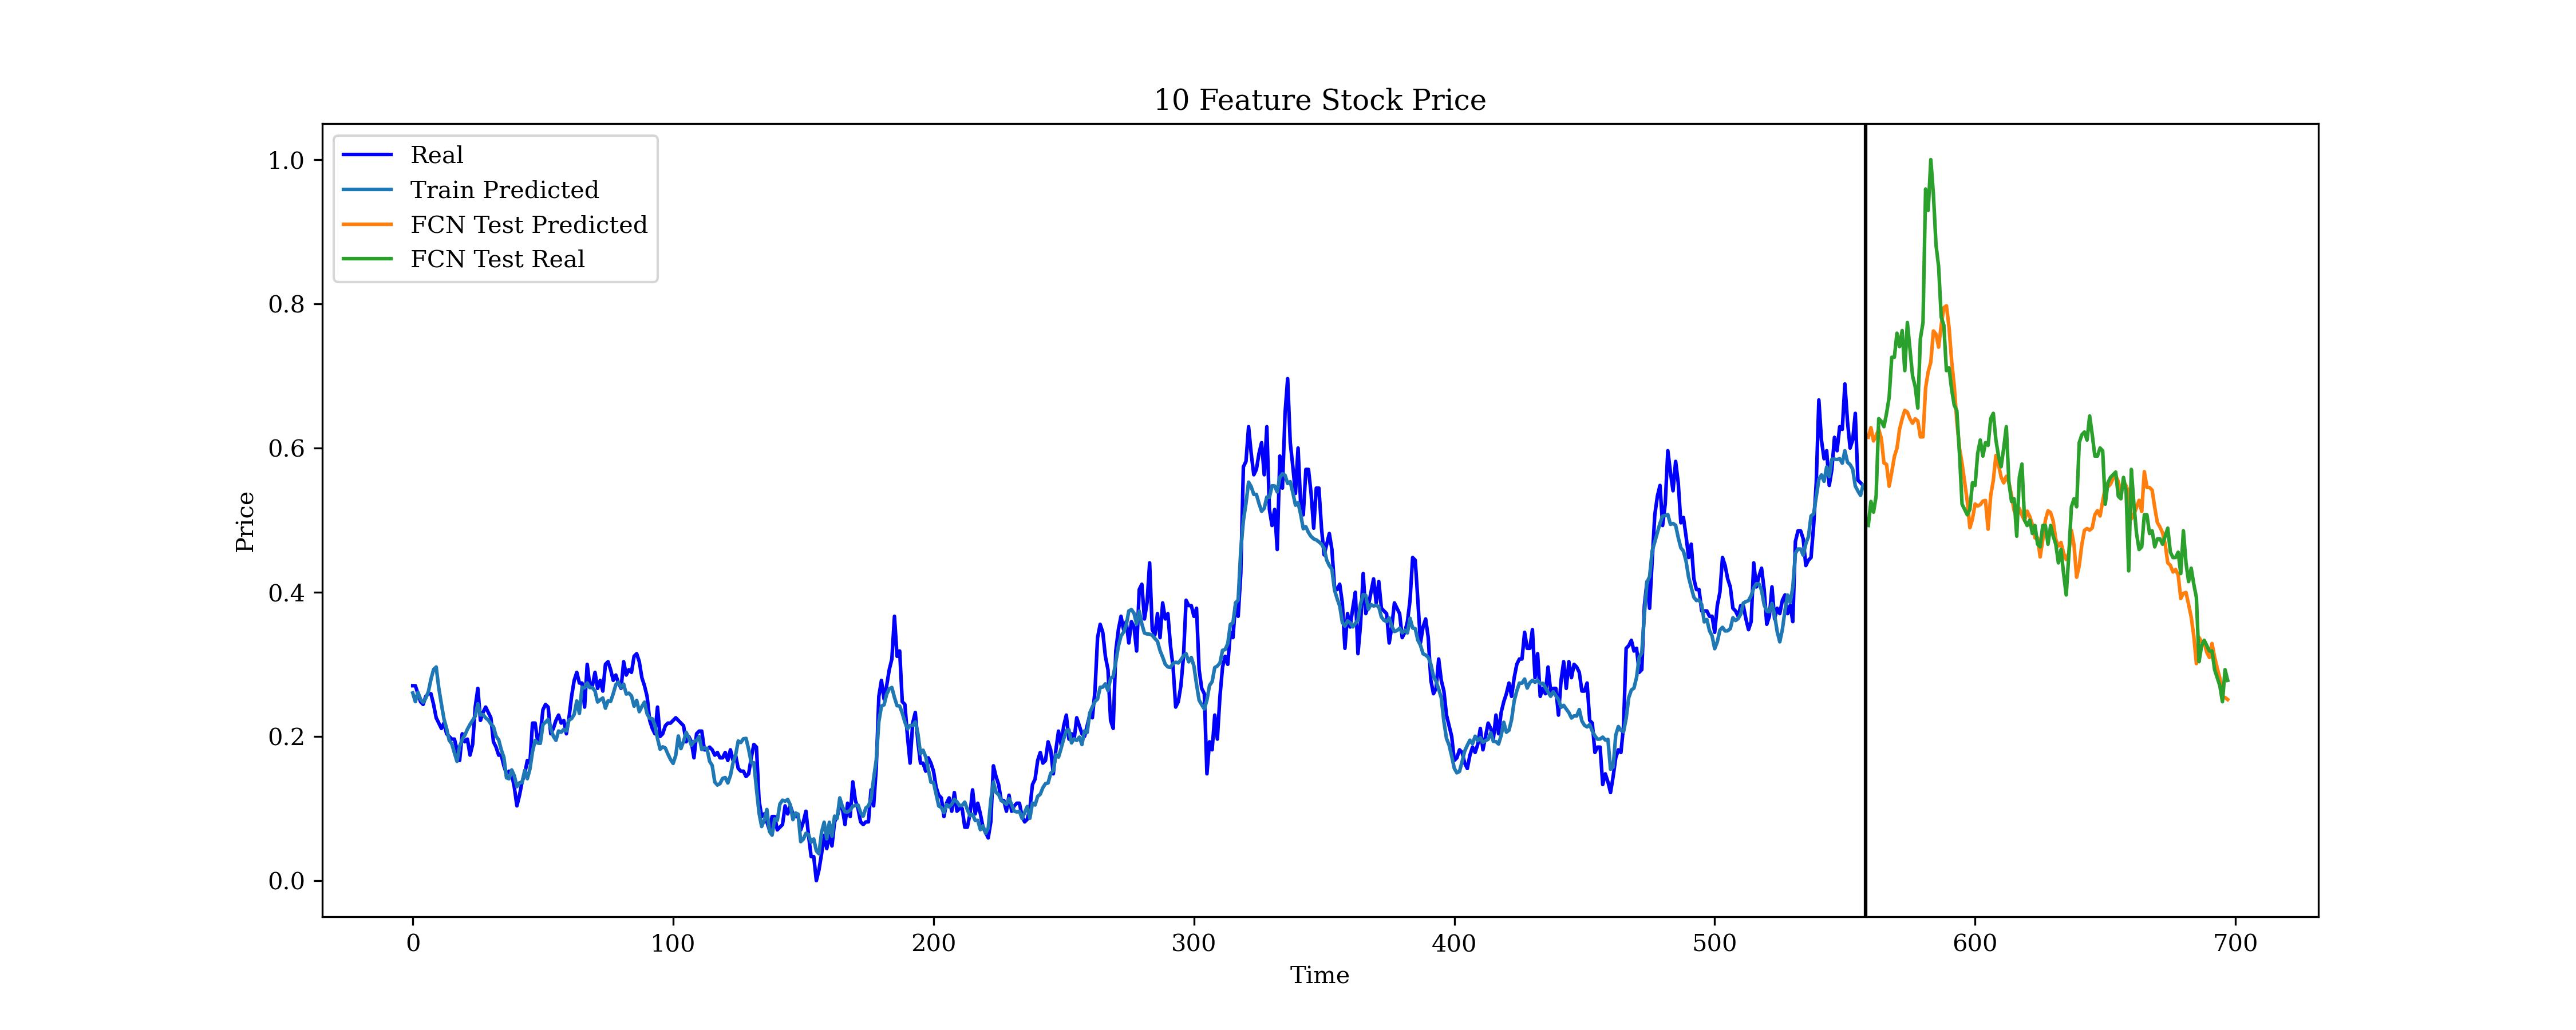 10 Feature Stock Price
Real
Train Predicted
FCN Test Predicted
FCN Test Real
1.0
0.8
0.6
0.4
0.2
0.0
Price
0 100 200 300 400 500 600 700
Time